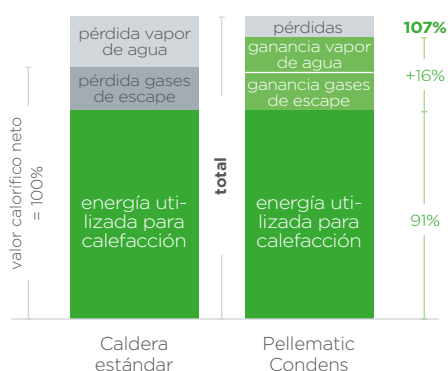 pérdida vapor
de agua
pérdida gases
de escape
energía uti-
lizada para
calefacción
valor calorífico neto
= 100%
total
pérdidas
ganancia vapor
de agua
ganancia gases
de escape
energía uti-
lizada para
calefacción
107%
+16%
91%
Caldera
estándar
Pellematic
Condens